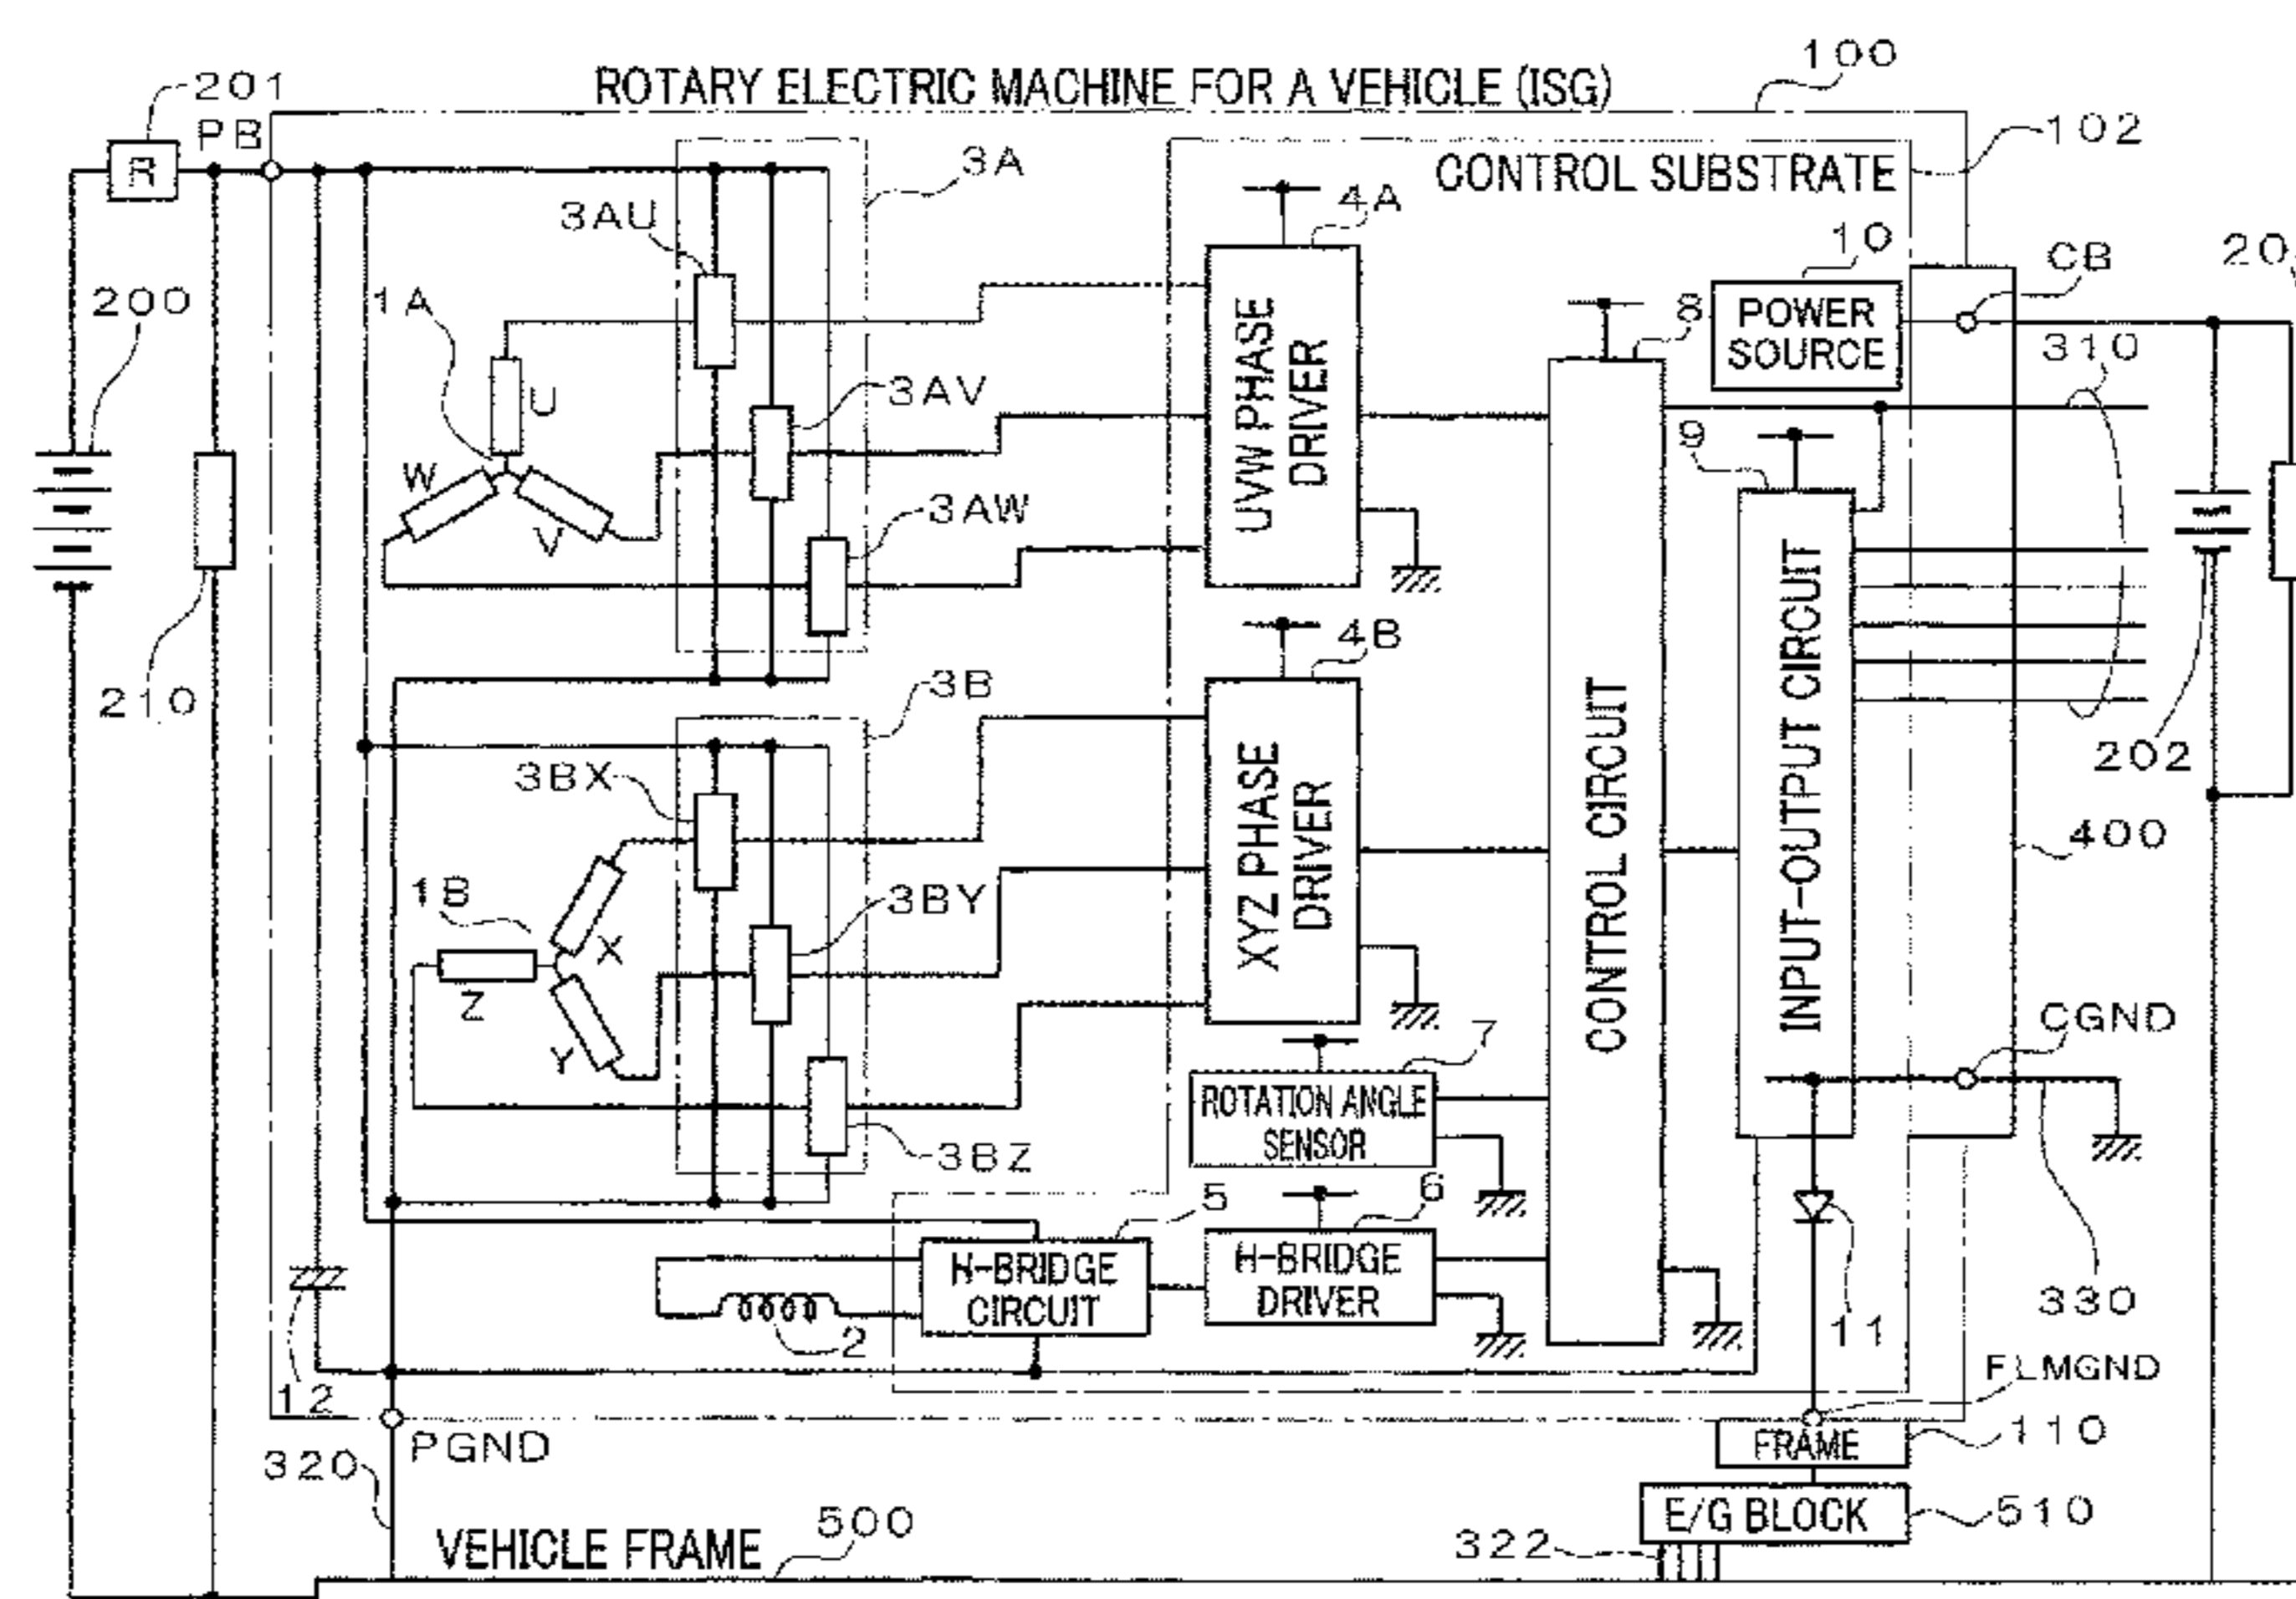 ROTARY ELECTRIC MACHINE FOR A VEHICLE (ISG)
100
201
PB
R
102
3A
CONTROL SUBSTRATE
4A
3AU
10
CB
20
200
1A
8
POWER
SOURCE
310
U
3AV
UVW PHASE
DRIVER
9
W
V
3AW
210
4B
3B
202
3BX
XYZ PHASE
DRIVER
CONTROL CIRCUIT
INPUT-OUTPUT CIRCUIT
400
1B
3BY
X
Z
Y
7
CGND
ROTATION ANGLE
SENSOR
3BZ
5
6
H-BRIDGE
CIRCUIT
H-BRIDGE
DRIVER
330
2
11
12
FLMGND
PGND
FRAME
110
320
E/G BLOCK
510
VEHICLE FRAME
500
322